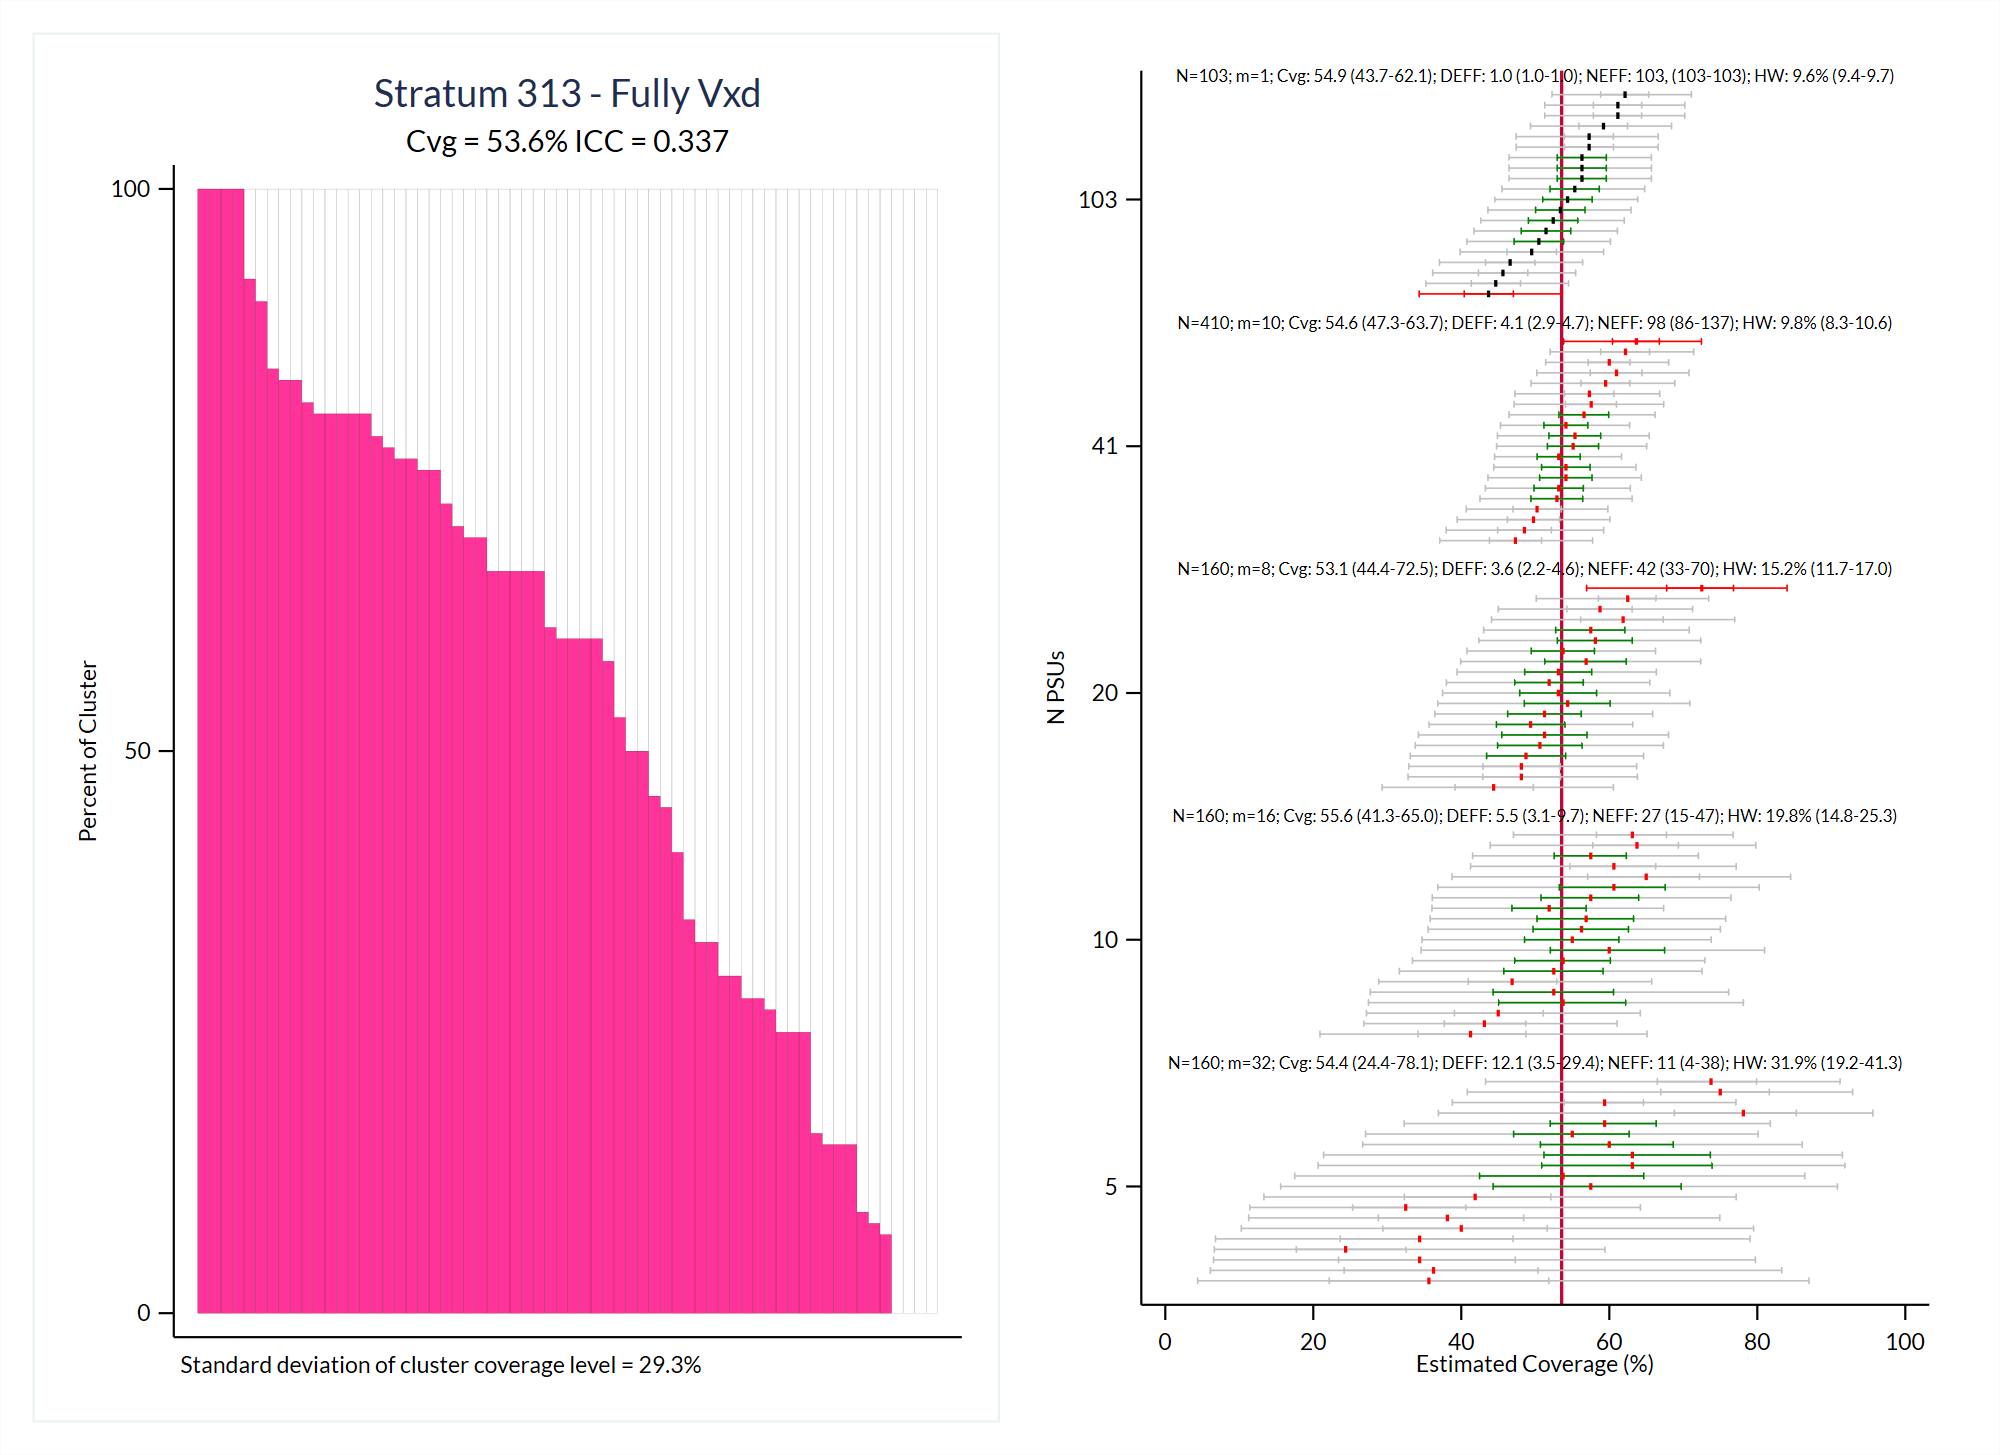 Stratum 313 - Fully Vxd
Cvg = 53.6% ICC = 0.337
100
50
0
Percent of Cluster
Standard deviation of cluster coverage level = 29.3%
N=103; m=1; Cvg: 54.9 (43.7-62.1); DEFF: 1.0 (1.0-1.0); NEFF: 103, (103-103); HW: 9.6% (9.4-9.7)
103
N=410; m=10; Cvg: 54.6 (47.3-63.7); DEFF: 4.1 (2.9-4.7); NEFF: 98 (86-137); HW: 9.8% (8.3-10.6)
41
N=160; m=8; Cvg: 53.1 (44.4-72.5); DEFF: 3.6 (2.2-4.6); NEFF: 42 (33-70); HW: 15.2% (11.7-17.0)
20
N PSUs
N=160; m=16; Cvg: 55.6 (41.3-65.0); DEFF: 5.5 (3.1-9.7); NEFF: 27 (15-47); HW: 19.8% (14.8-25.3)
10
N=160; m=32; Cvg: 54.4 (24.4-78.1); DEFF: 12.1 (3.5-29.4); NEFF: 11 (4-38); HW: 31.9% (19.2-41.3)
5
0 20 40 60 80 100
Estimated Coverage (%)